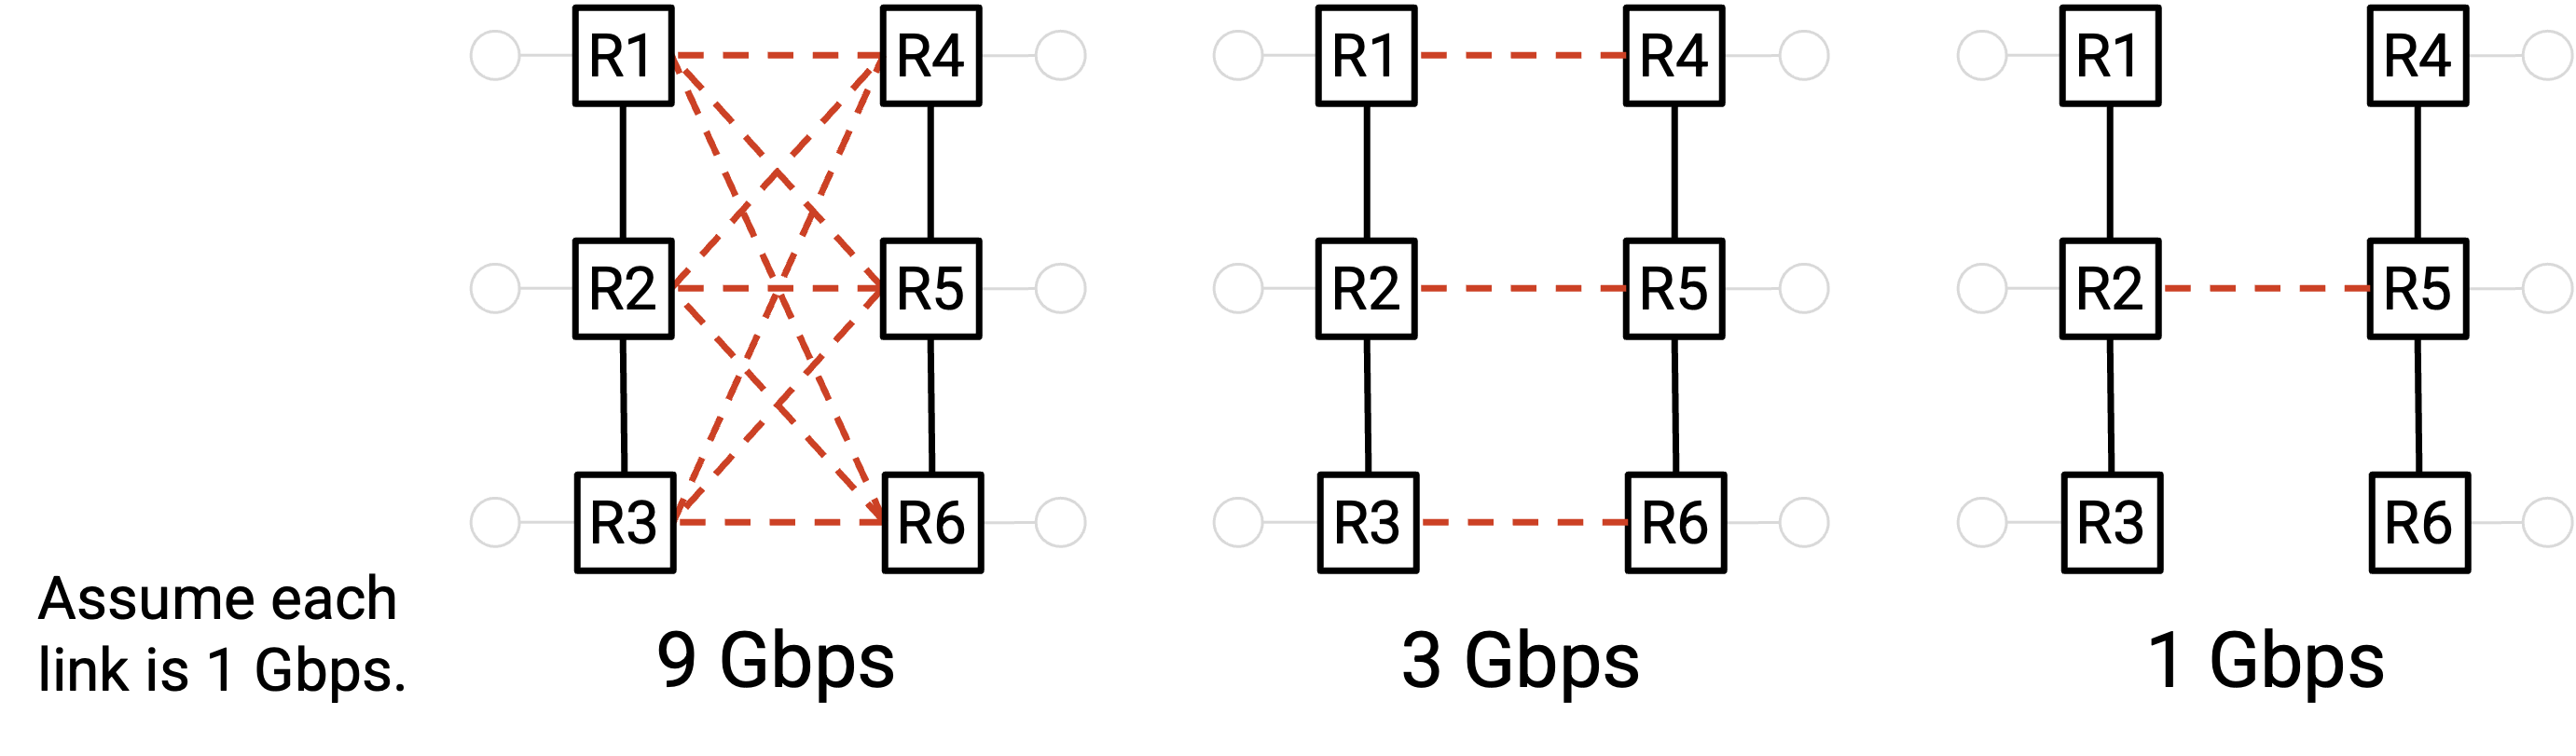 R1 R4 R1 R4 R1 R4
R2 R5 R2 R5 R2 R5
R3 R6 R3 R6 R3 R6
Assume each
link is 1 Gbps.
9 Gbps 3 Gbps 1 Gbps